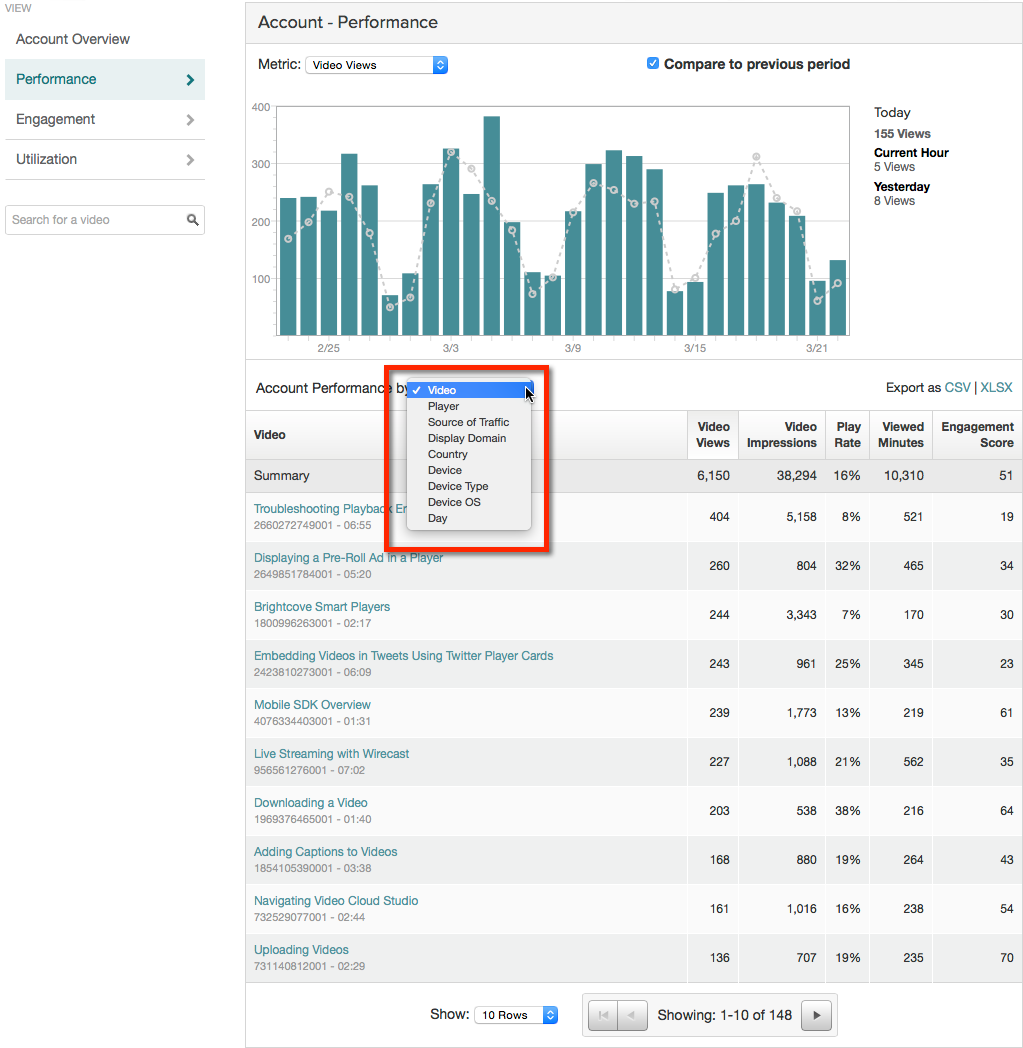 VIEW
Account Overview
Performance
Engagement
Utilization
Search for a video
Account - Performance
Metric: Video Views
Compare to previous period
400
300
200
100
2/25 3/3 3/9 3/15 3/21
Today
155 Views
Current Hour
5 Views
Yesterday
8 Views
Account Performance by
✓ Video
Player
Source of Traffic
Display Domain
Country
Device
Device Type
Device OS
Day
Export as CSV | XLSX
Video Video Views Video Impressions Play Rate Viewed Minutes Engagement Score
Summary 6,150 38,294 16% 10,310 51
Troubleshooting Playback Er 404 5,158 8% 521 19
2660272749001 - 06:55
Displaying a Pre-Roll Ad in a Player 260 804 32% 465 34
2649851784001 - 05:20
Brightcove Smart Players 244 3,343 7% 170 30
1800996263001 - 02:17
Embedding Videos in Tweets Using Twitter Player Cards 243 961 25% 345 23
2423810273001 - 06:09
Mobile SDK Overview 239 1,773 13% 219 61
4076334403001 - 01:31
Live Streaming with Wirecast 227 1,088 21% 562 35
956561276001 - 07:02
Downloading a Video 203 538 38% 216 64
1969376465001 - 01:40
Adding Captions to Videos 168 880 19% 264 43
1854105390001 - 03:38
Navigating Video Cloud Studio 161 1,016 16% 238 54
732529077001 - 02:44
Uploading Videos 136 707 19% 235 70
731140812001 - 02:29
Show: 10 Rows Showing: 1-10 of 148